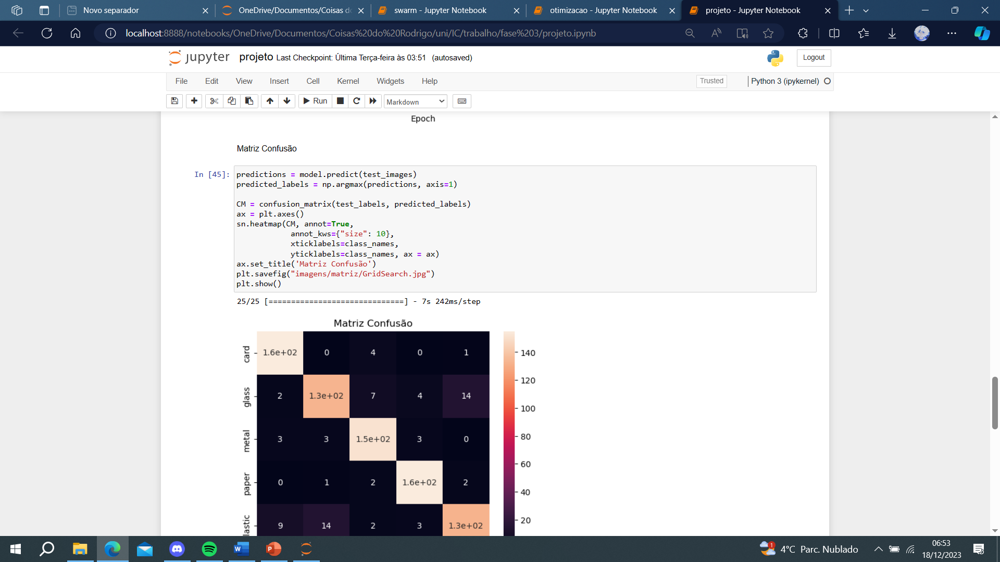 Novo separador
OneDrive/Documentos/Coisas do
swarm - Jupyter Notebook
otimizacao - Jupyter Notebook
projeto - Jupyter Notebook
localhost:8888/notebooks/OneDrive/Documentos/Coisas%20do%20Rodrigo/uni/IC/trabalho/fase%203/projeto.ipynb
jupyter projeto Last Checkpoint: Última Terça-feira às 03:51 (autosaved)
Logout
File Edit View Insert Cell Kernel Widgets Help
Trusted
Python 3 (ipykernel)
Run
Markdown
Epoch
Matriz Confusão
In [45]:
predictions = model.predict(test_images)
predicted_labels = np.argmax(predictions, axis=1)
CM = confusion_matrix(test_labels, predicted_labels)
ax = plt.axes()
sn.heatmap(CM, annot=True,
annot_kws={"size": 10},
xticklabels=class_names,
yticklabels=class_names, ax = ax)
ax.set_title('Matriz Confusão')
plt.savefig("imagens/matriz/GridSearch.jpg")
plt.show()
25/25 [==============================] - 7s 242ms/step
Matriz Confusão
card 1.6e+02 0 4 0 1
glass 2 1.3e+02 7 4 14
metal 3 3 1.5e+02 3 0
paper 0 1 2 1.6e+02 2
lastic 9 14 2 3 1.3e+02
140
120
100
80
60
40
20
1
4°C Parc. Nublado
06:53
18/12/2023